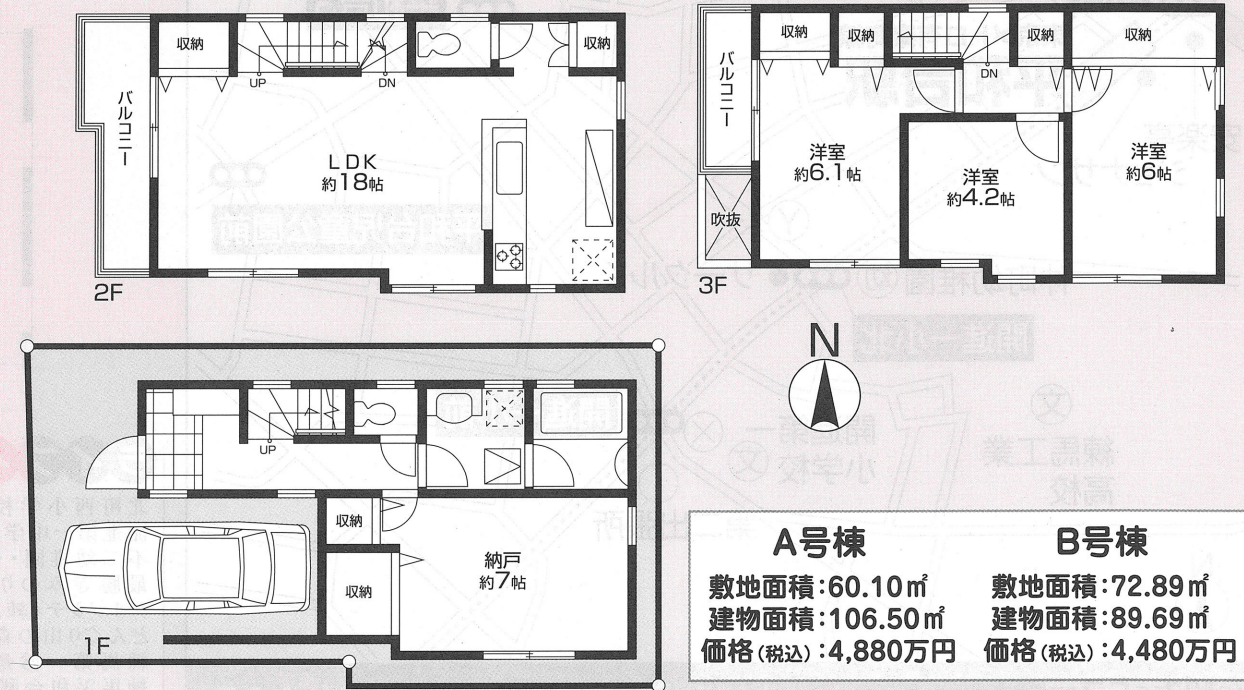 収納
収納
UP
DN
バルコニー
LDK
約18帖
2F
収納
収納
収納
収納
DN
バルコニー
洋室
約6.1帖
洋室
約4.2帖
洋室
約6帖
吹抜
3F
N
UP
収納
収納
納戸
約7帖
1F
A号棟
敷地面積:60.10㎡
建物面積:106.50㎡
価格(税込):4,880万円
B号棟
敷地面積:72.89㎡
建物面積:89.69㎡
価格(税込):4,480万円